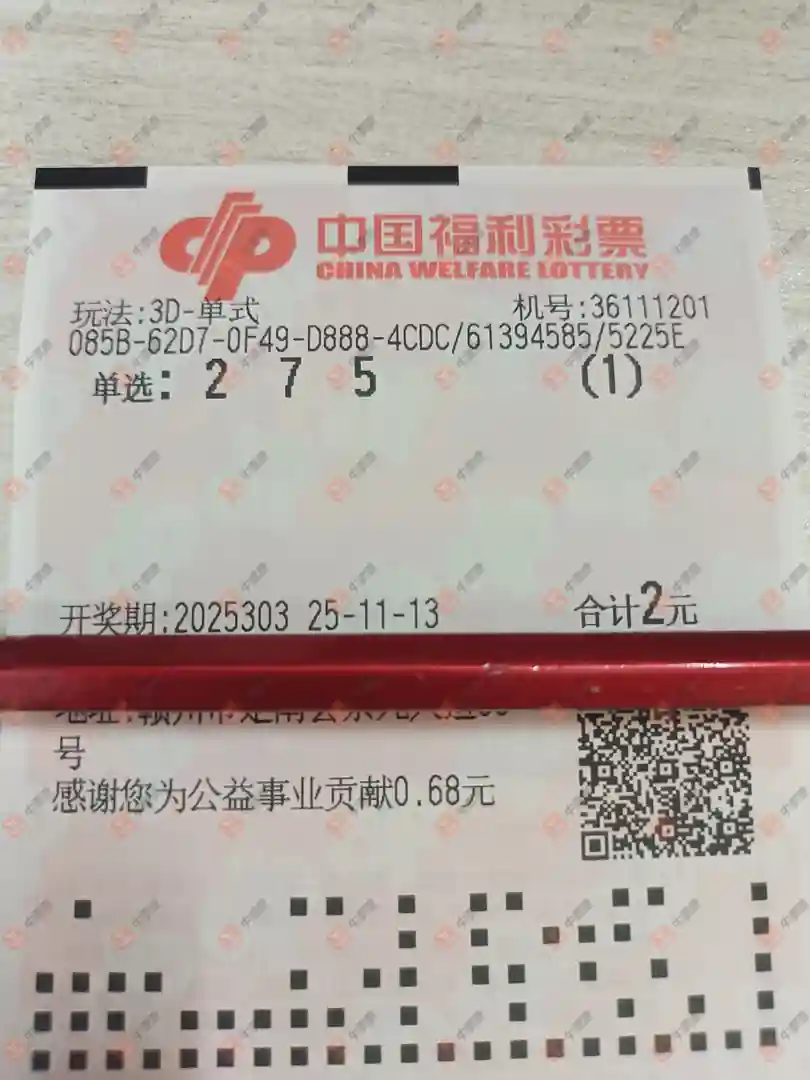 中国福利彩票
CHINA WELFARE LOTTERY
玩法:3D-单式 机号:36111201
085B-62D7-0F49-D888-4CDC/61394585/5225E
单选: 2 7 5 (1)
开奖期:2025303 25-11-13 合计2元
号
感谢您为公益事业贡献0.68元